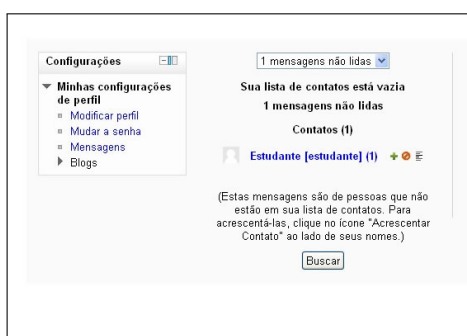 Configurações
Minhas configurações
de perfil
Modificar perfil
Mudar a senha
Mensagens
Blogs
1 mensagens não lidas
Sua lista de contatos está vazia
1 mensagens não lidas
Contatos (1)
Estudante [estudante] (1)
(Estas mensagens são de pessoas que não
estão em sua lista de contatos. Para
acrescentá-las, clique no ícone "Acrescentar
Contato" ao lado de seus nomes.)
Buscar